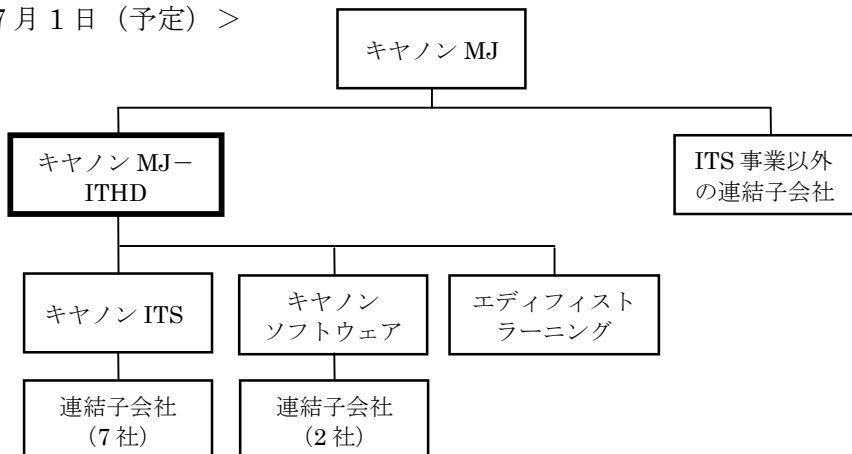 7月1日（予定）＞
キヤノン MJ
キヤノン MJ－
ITHD
ITS 事業以外
の連結子会社
キヤノン ITS
キヤノン
ソフトウェア
エディフィスト
ラーニング
連結子会社
（7 社）
連結子会社
（2 社）